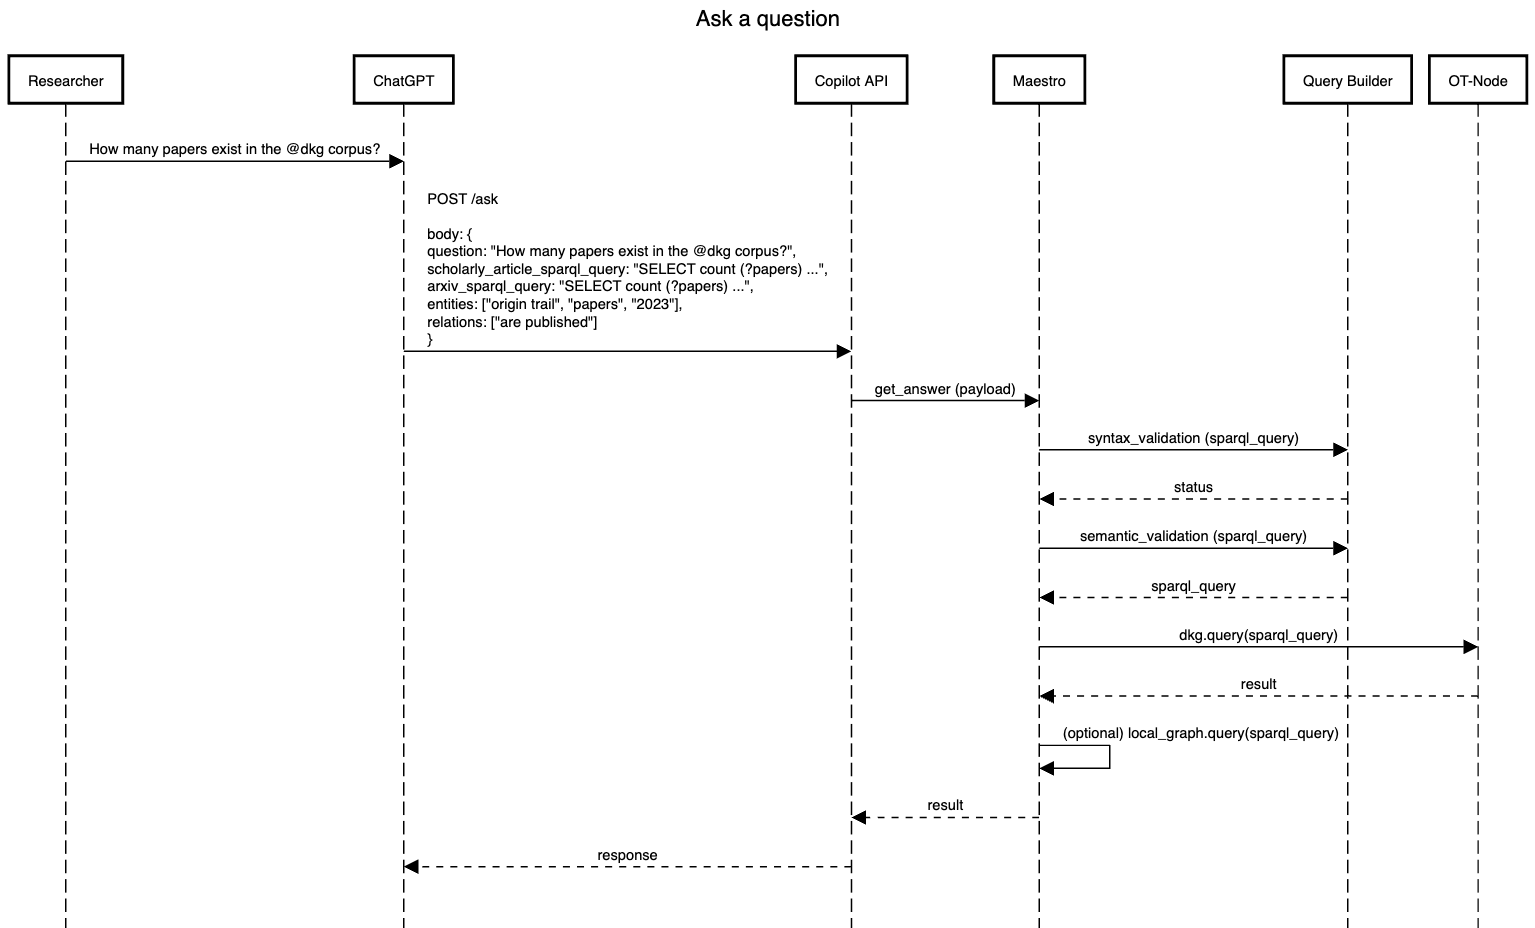 Ask a question
Researcher
ChatGPT
Copilot API
Maestro
Query Builder
OT-Node
How many papers exist in the @dkg corpus?
POST /ask
body: {
question: "How many papers exist in the @dkg corpus?",
scholarly_article_sparql_query: "SELECT count (?papers) ...",
arxiv_sparql_query: "SELECT count (?papers) ...",
entities: ["origin trail", "papers", "2023"],
relations: ["are published"]
}
get_answer (payload)
syntax_validation (sparql_query)
status
semantic_validation (sparql_query)
sparql_query
dkg.query(sparql_query)
result
(optional) local_graph.query(sparql_query)
result
response